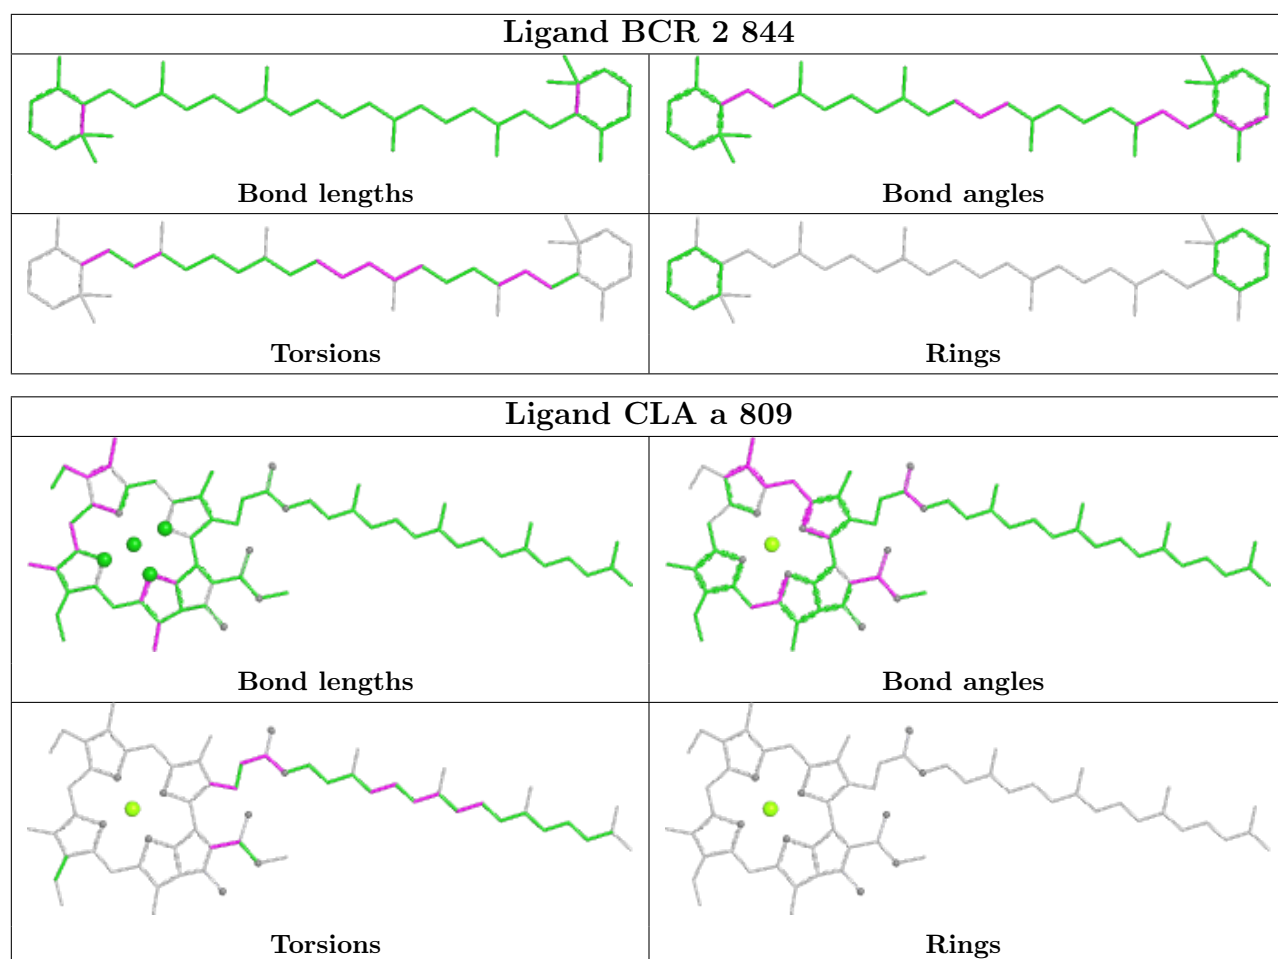 Ligand BCR 2 844
Bond lengths
Bond angles
Torsions
Rings
Ligand CLA a 809
Bond lengths
Bond angles
Torsions
Rings